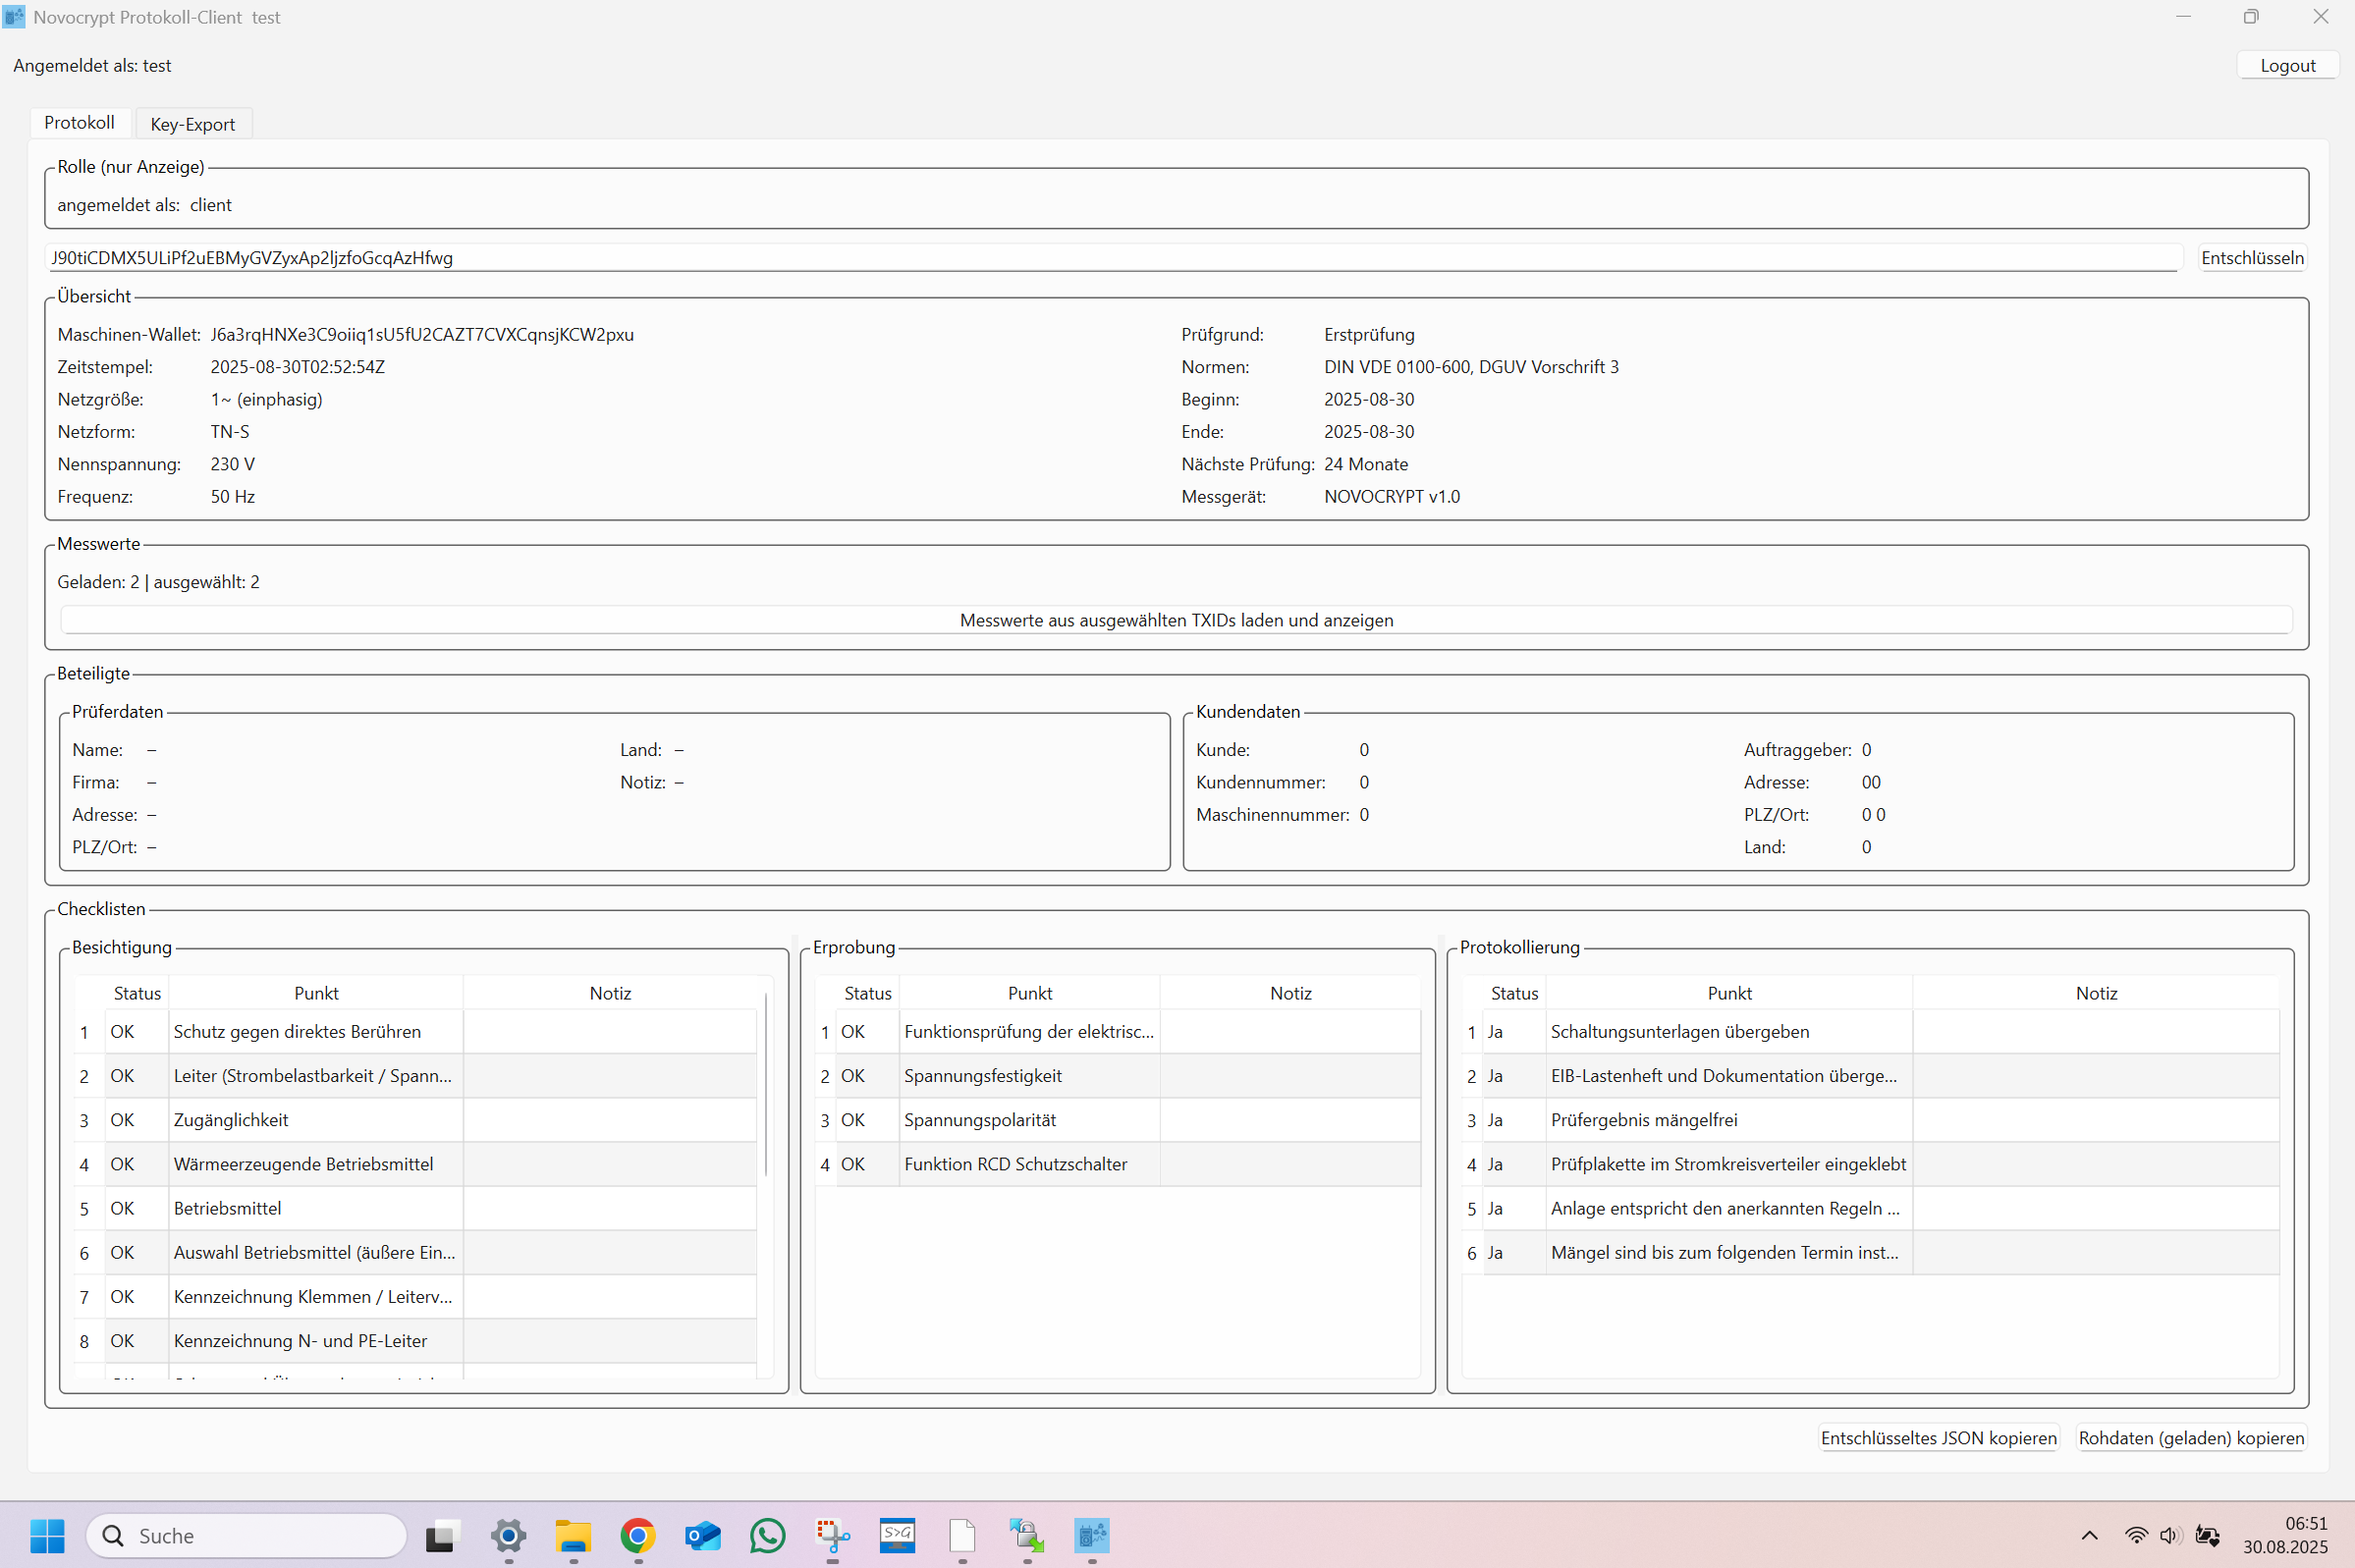 Novocrypt Protokoll-Client test
Angemeldet als: test
Logout
Protokoll
Key-Export
Rolle (nur Anzeige)
angemeldet als: client
J90tiCDMX5ULiPf2uEBMyGVZyxAp2ljzfoGcqAzHfwg
Entschlüsseln
Übersicht
Maschinen-Wallet: J6a3rqHNXe3C9oiiq1sU5fU2CAZT7CVXCqnsjKCW2pxu
Zeitstempel: 2025-08-30T02:52:54Z
Netzgröße: 1~ (einphasig)
Netzform: TN-S
Nennspannung: 230 V
Frequenz: 50 Hz
Prüfgrund: Erstprüfung
Normen: DIN VDE 0100-600, DGUV Vorschrift 3
Beginn: 2025-08-30
Ende: 2025-08-30
Nächste Prüfung: 24 Monate
Messgerät: NOVOCRYPT v1.0
Messwerte
Geladen: 2 | ausgewählt: 2
Messwerte aus ausgewählten TXIDs laden und anzeigen
Beteiligte
Prüferdaten
Name: –
Firma: –
Adresse: –
PLZ/Ort: –
Land: –
Notiz: –
Kundendaten
Kunde: 0
Kundennummer: 0
Maschinennummer: 0
Auftraggeber: 0
Adresse: 00
PLZ/Ort: 0 0
Land: 0
Checklisten
Besichtigung
Status Punkt Notiz
1 OK Schutz gegen direktes Berühren
2 OK Leiter (Strombelastbarkeit / Spann...
3 OK Zugänglichkeit
4 OK Wärmeerzeugende Betriebsmittel
5 OK Betriebsmittel
6 OK Auswahl Betriebsmittel (äußere Ein...
7 OK Kennzeichnung Klemmen / Leiterv...
8 OK Kennzeichnung N- und PE-Leiter
Erprobung
Status Punkt Notiz
1 OK Funktionsprüfung der elektrisc...
2 OK Spannungsfestigkeit
3 OK Spannungspolarität
4 OK Funktion RCD Schutzschalter
Protokollierung
Status Punkt Notiz
1 Ja Schaltungsunterlagen übergeben
2 Ja EIB-Lastenheft und Dokumentation überge...
3 Ja Prüfergebnis mängelfrei
4 Ja Prüfplakette im Stromkreisverteiler eingeklebt
5 Ja Anlage entspricht den anerkannten Regeln ...
6 Ja Mängel sind bis zum folgenden Termin inst...
Entschlüsseltes JSON kopieren
Rohdaten (geladen) kopieren
Suche
S>G
06:51
30.08.2025